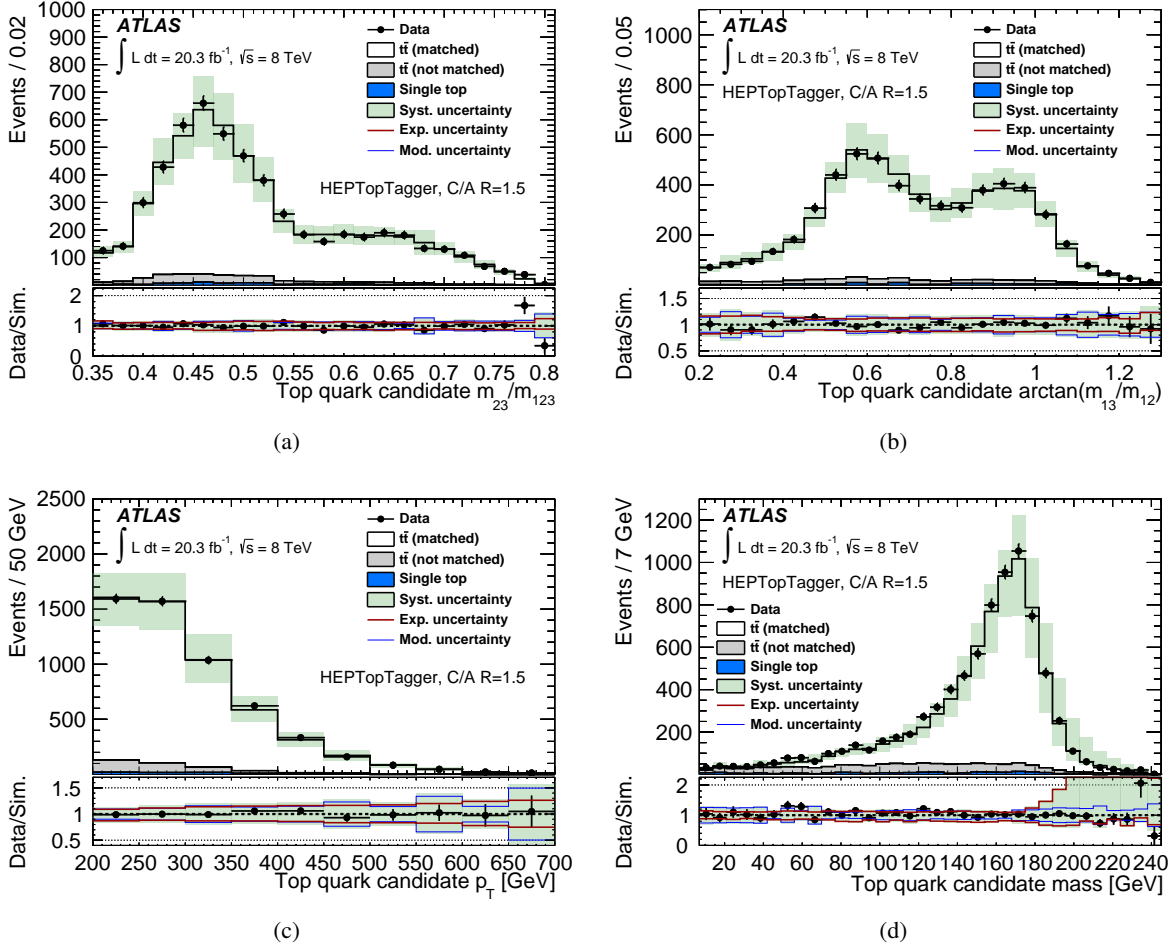 Events / 0.02
1000
900
800
700
600
500
400
300
200
100
ATLAS
∫ L dt = 20.3 fb⁻¹, √s = 8 TeV
Data
tt̄ (matched)
tt̄ (not matched)
Single top
Syst. uncertainty
Exp. uncertainty
Mod. uncertainty
HEPTopTagger, C/A R=1.5
Data/Sim.
2
1
0
0.35 0.4 0.45 0.5 0.55 0.6 0.65 0.7 0.75 0.8
Top quark candidate m₂₃/m₁₂₃
(a)
Events / 0.05
1000
800
600
400
200
ATLAS
∫ L dt = 20.3 fb⁻¹, √s = 8 TeV
HEPTopTagger, C/A R=1.5
Data
tt̄ (matched)
tt̄ (not matched)
Single top
Syst. uncertainty
Exp. uncertainty
Mod. uncertainty
Data/Sim.
1.5
1
0.5
0.2 0.4 0.6 0.8 1 1.2
Top quark candidate arctan(m₁₃/m₁₂)
(b)
Events / 50 GeV
2500
2000
1500
1000
500
ATLAS
∫ L dt = 20.3 fb⁻¹, √s = 8 TeV
Data
tt̄ (matched)
tt̄ (not matched)
Single top
Syst. uncertainty
Exp. uncertainty
Mod. uncertainty
HEPTopTagger, C/A R=1.5
Data/Sim.
1.5
1
0.5
200 250 300 350 400 450 500 550 600 650 700
Top quark candidate p_T [GeV]
(c)
Events / 7 GeV
1200
1000
800
600
400
200
ATLAS
∫ L dt = 20.3 fb⁻¹, √s = 8 TeV
HEPTopTagger, C/A R=1.5
Data
tt̄ (matched)
tt̄ (not matched)
Single top
Syst. uncertainty
Exp. uncertainty
Mod. uncertainty
Data/Sim.
2
1
0
20 40 60 80 100 120 140 160 180 200 220 240
Top quark candidate mass [GeV]
(d)